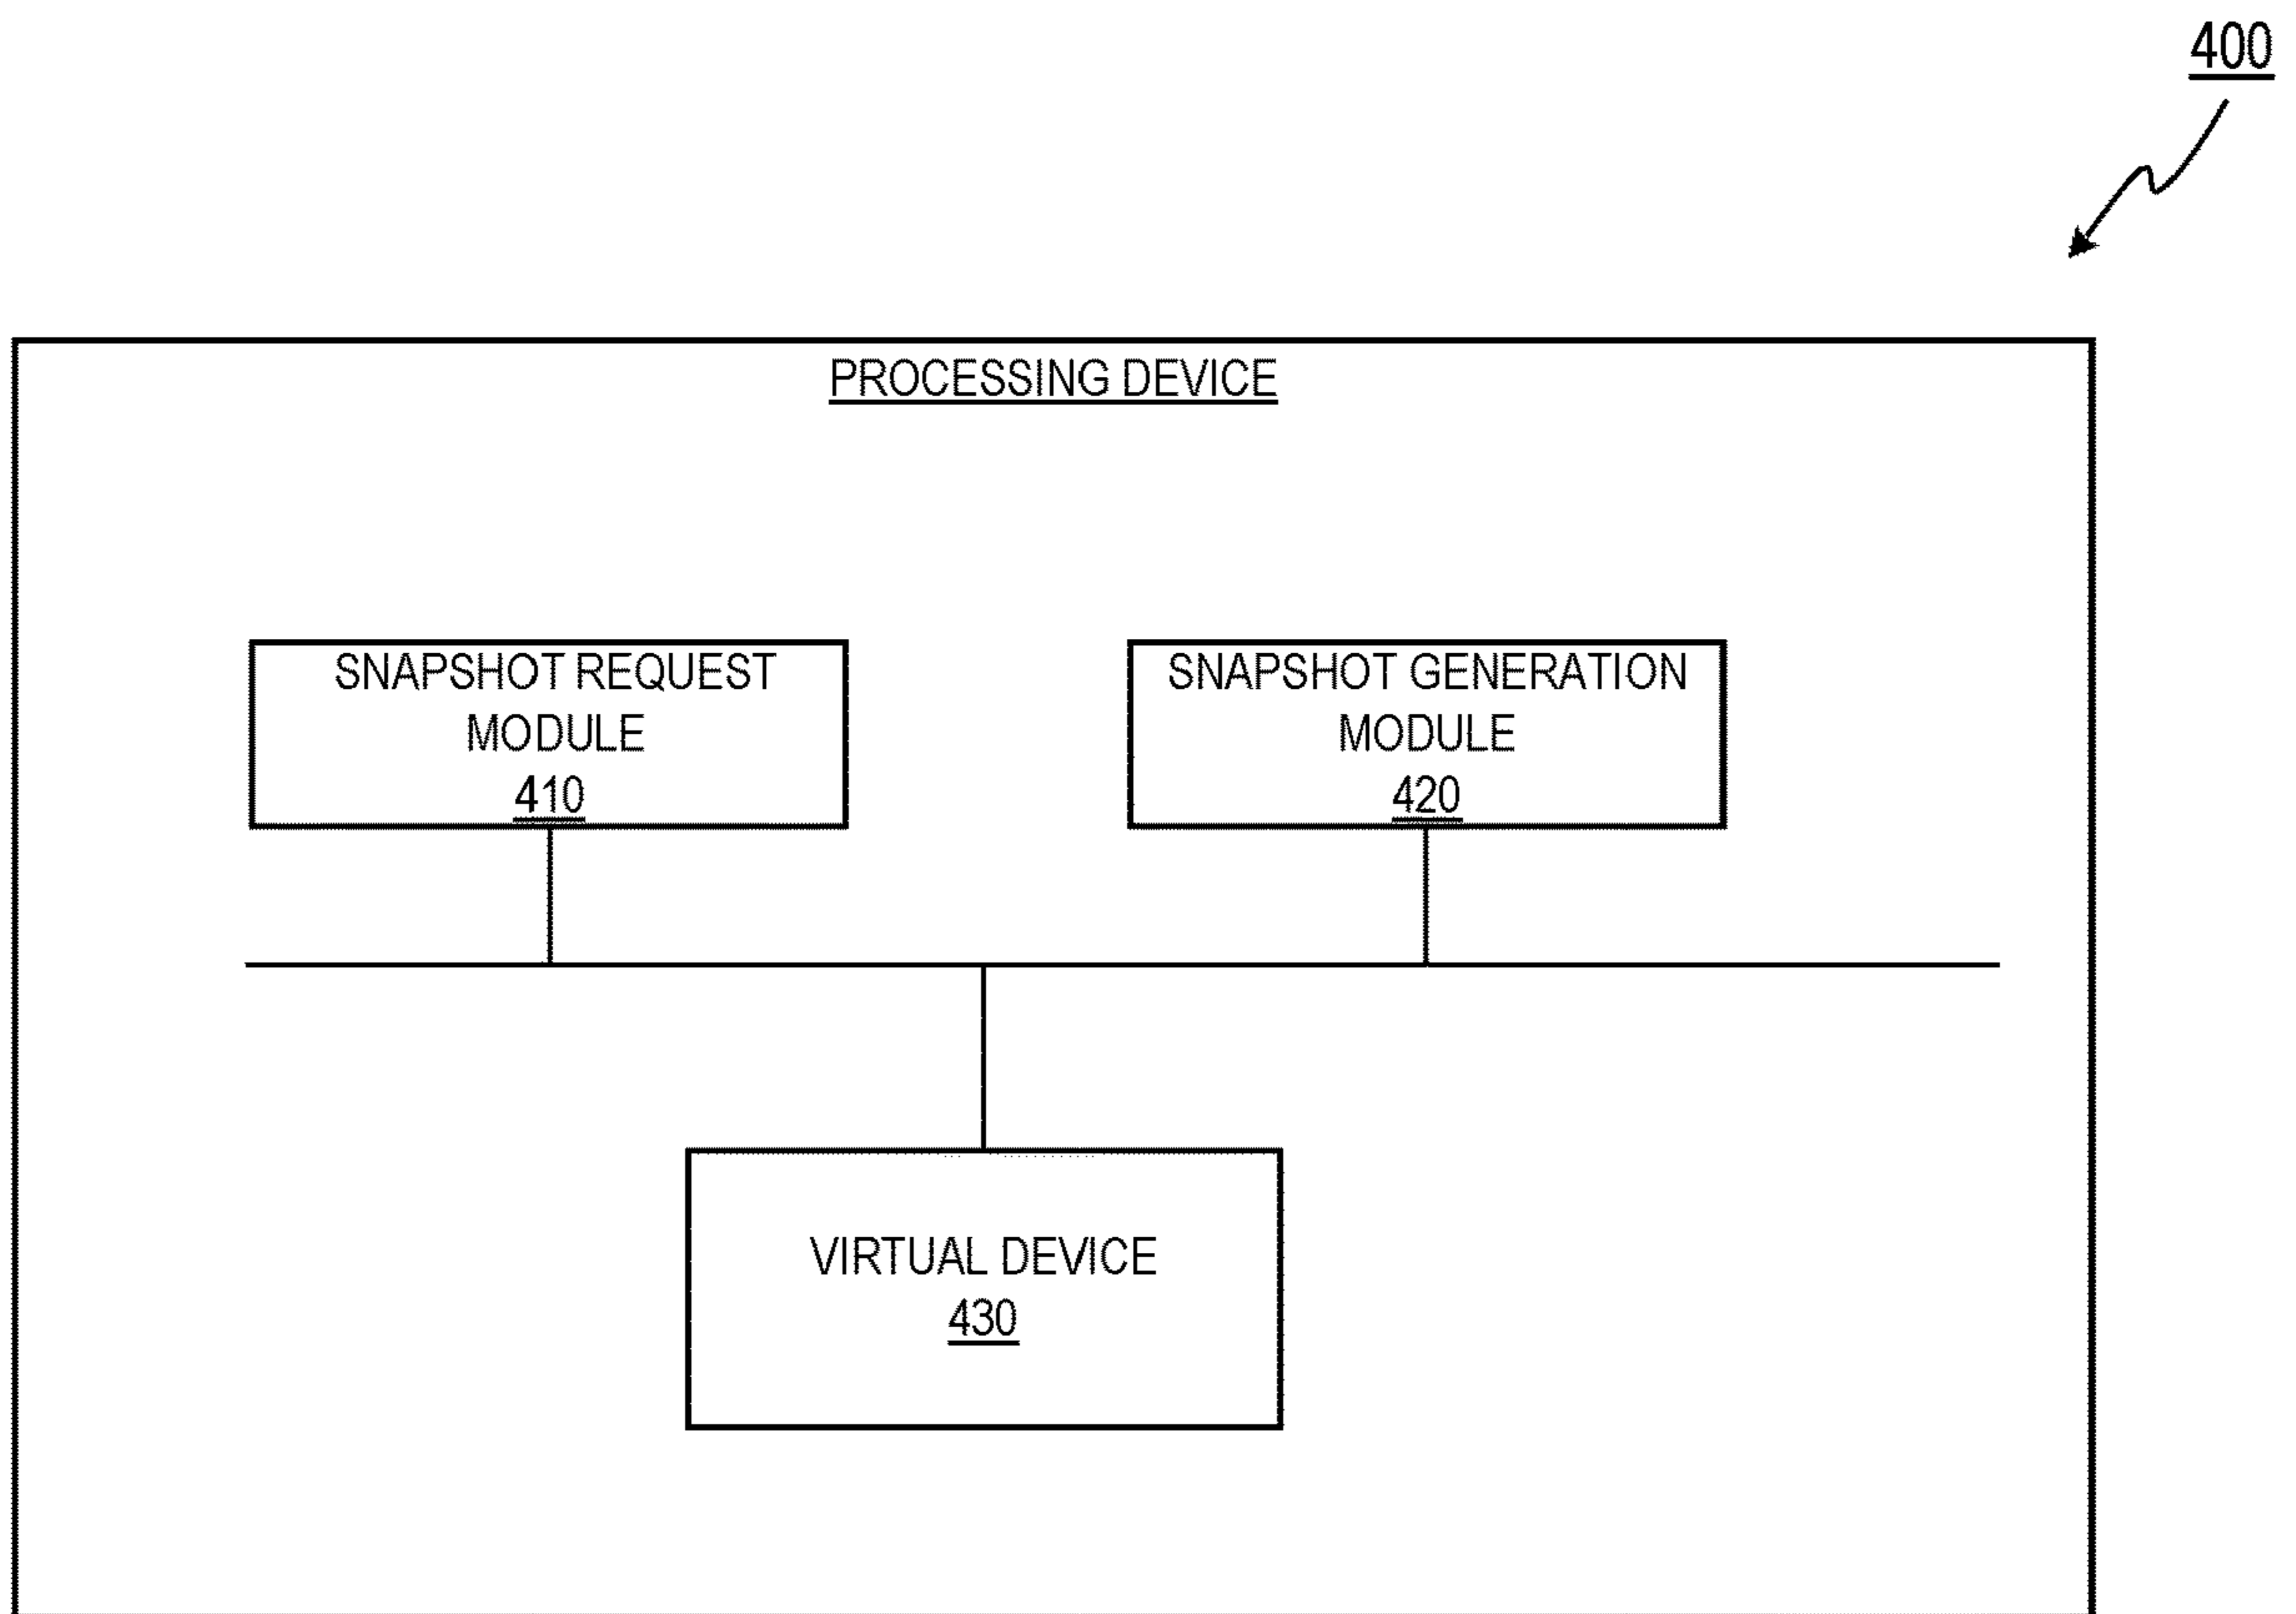 400
PROCESSING DEVICE
SNAPSHOT REQUEST
MODULE
410
SNAPSHOT GENERATION
MODULE
420
VIRTUAL DEVICE
430